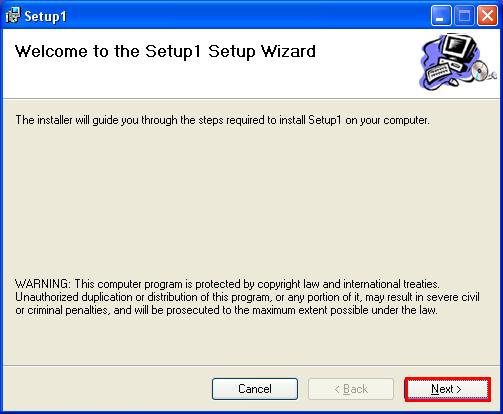 Setup1
Welcome to the Setup1 Setup Wizard
The installer will guide you through the steps required to install Setup1 on your computer.
WARNING: This computer program is protected by copyright law and international treaties.
Unauthorized duplication or distribution of this program, or any portion of it, may result in severe civil
or criminal penalties, and will be prosecuted to the maximum extent possible under the law.
Cancel
< Back
Next >